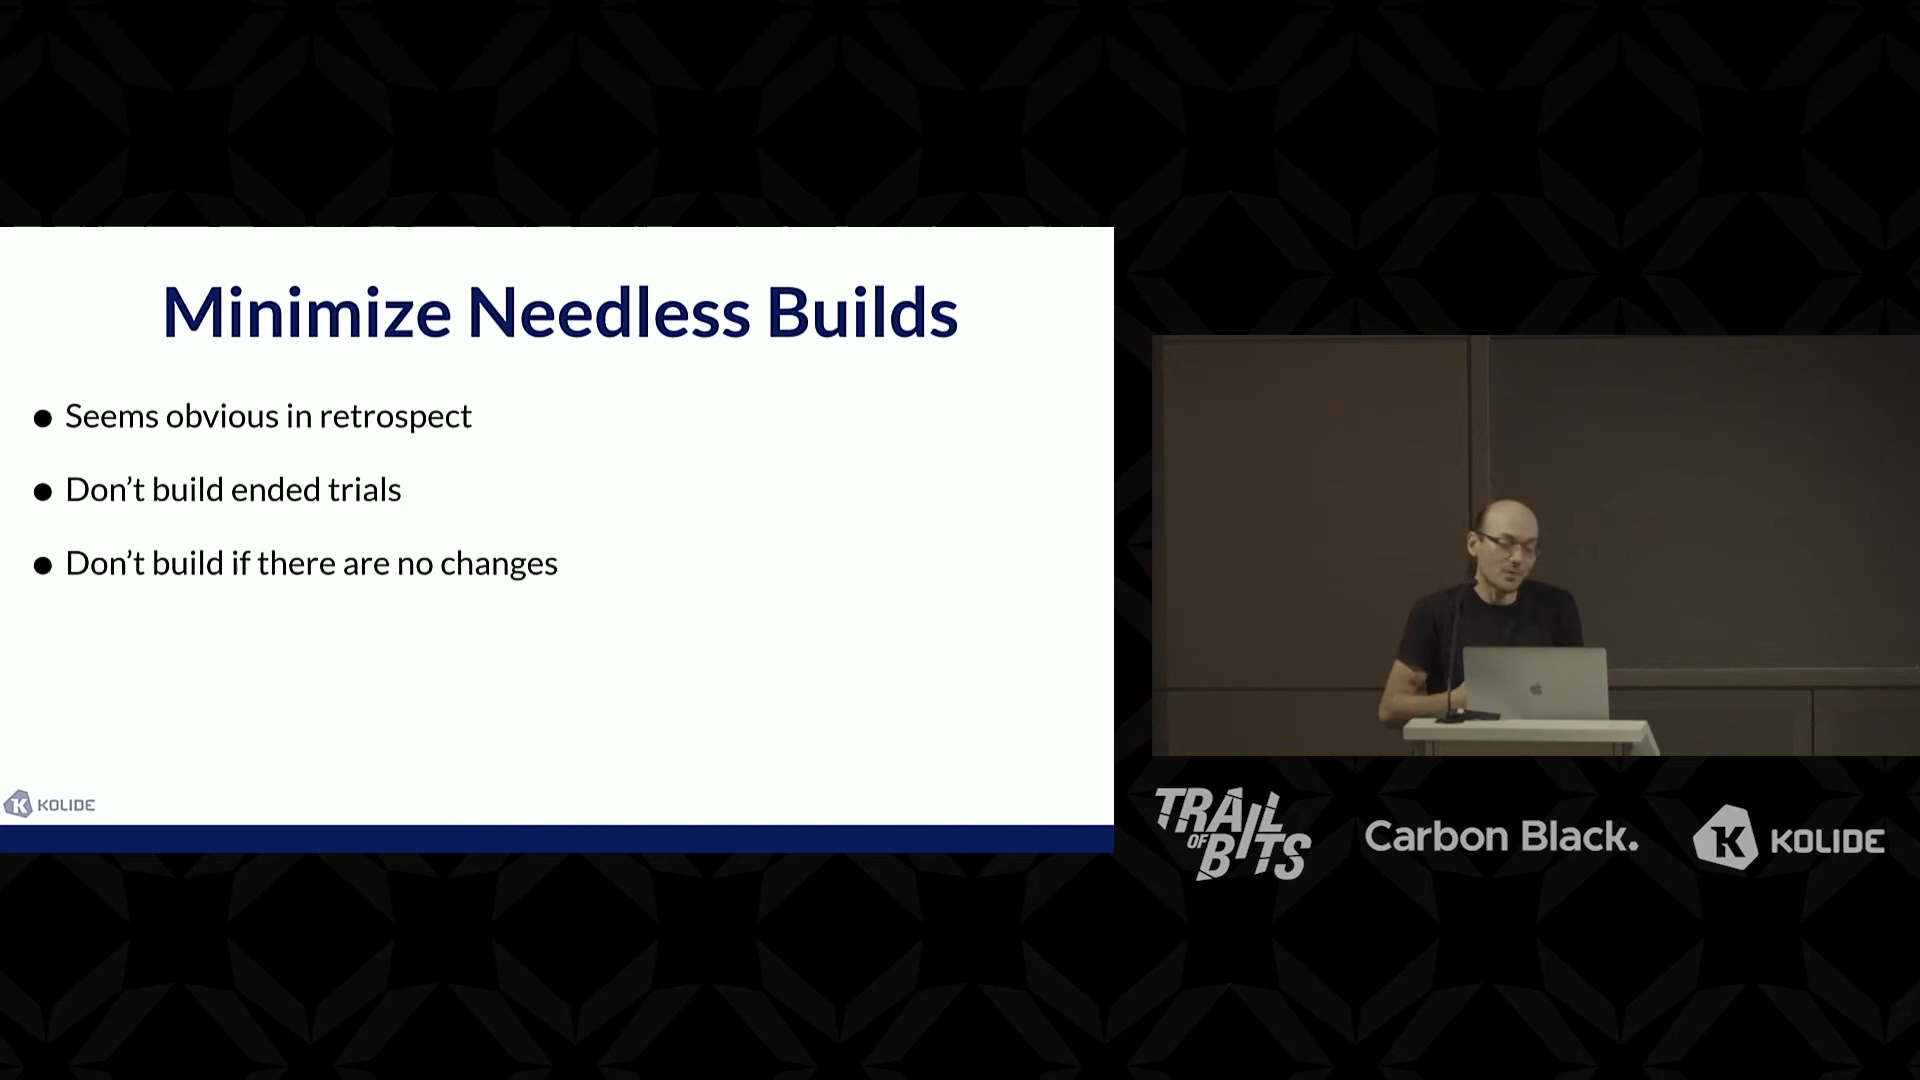 Minimize Needless Builds
● Seems obvious in retrospect
● Don’t build ended trials
● Don’t build if there are no changes
K KOLIDE
TRAIL
OF
BITS
Carbon Black.
K KOLIDE